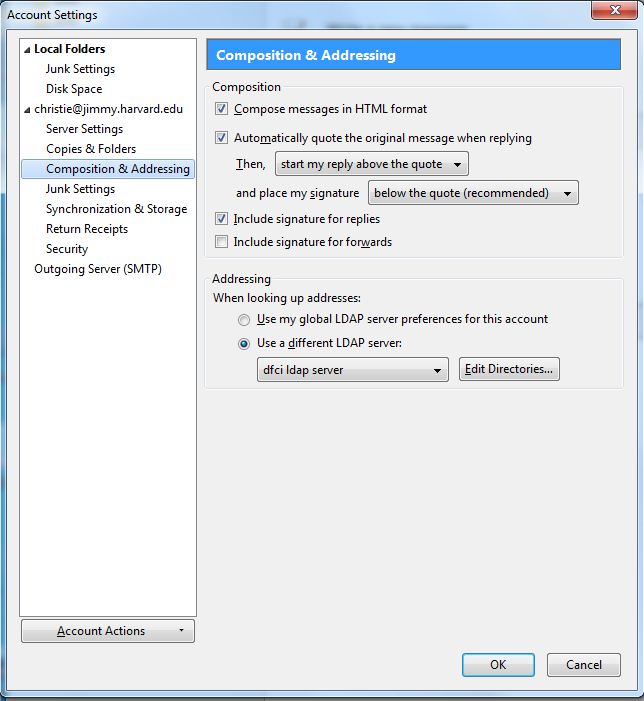 Account Settings
Local Folders
Junk Settings
Disk Space
christie@jimmy.harvard.edu
Server Settings
Copies & Folders
Composition & Addressing
Junk Settings
Synchronization & Storage
Return Receipts
Security
Outgoing Server (SMTP)
Account Actions
Composition & Addressing
Composition
Compose messages in HTML format
Automatically quote the original message when replying
Then, start my reply above the quote
and place my signature below the quote (recommended)
Include signature for replies
Include signature for forwards
Addressing
When looking up addresses:
Use my global LDAP server preferences for this account
Use a different LDAP server:
dfci ldap server Edit Directories...
OK Cancel